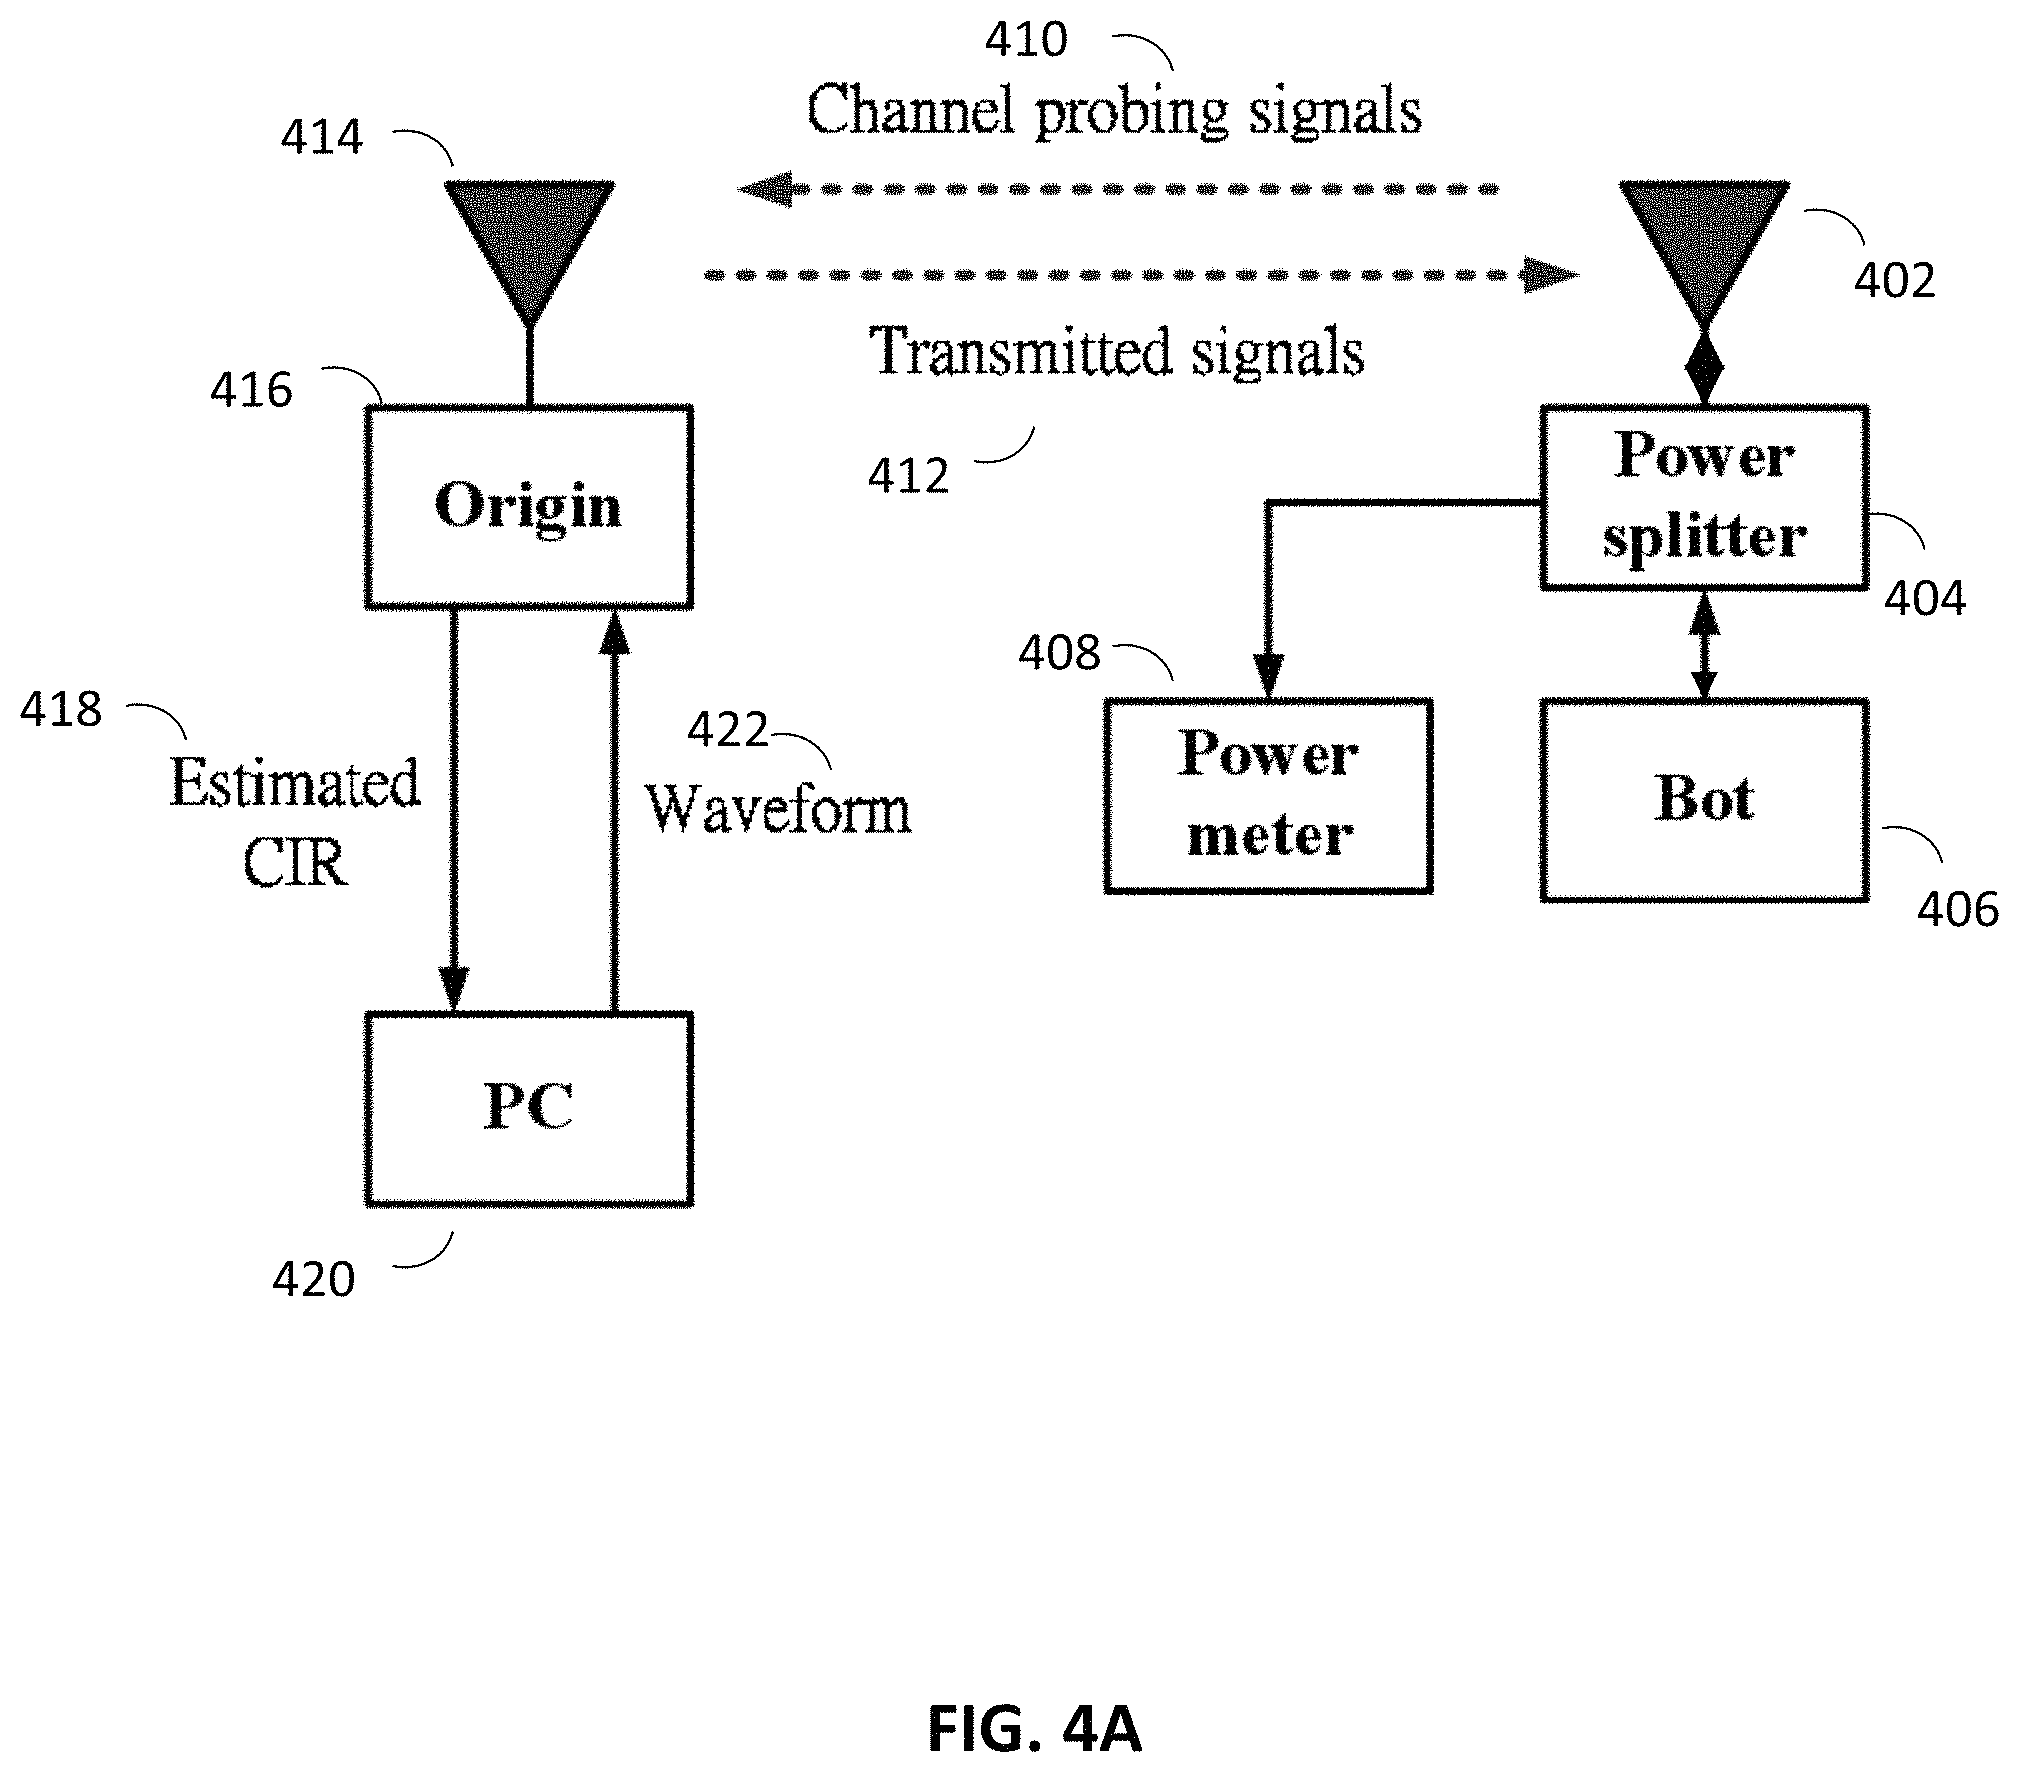 410
Channel probing signals
414
402
Transmitted signals
416
412
Origin
Power
splitter
404
408
418
422
Estimated
CIR
Waveform
Power
meter
Bot
406
PC
420
FIG. 4A